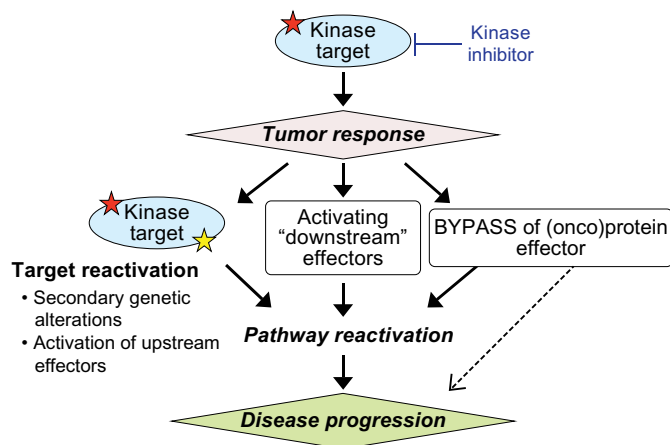 Kinase
target
Kinase
inhibitor
Tumor response
Kinase
target
Activating
“downstream”
effectors
BYPASS of (onco)protein
effector
Target reactivation
• Secondary genetic
alterations
• Activation of upstream
effectors
Pathway reactivation
Disease progression